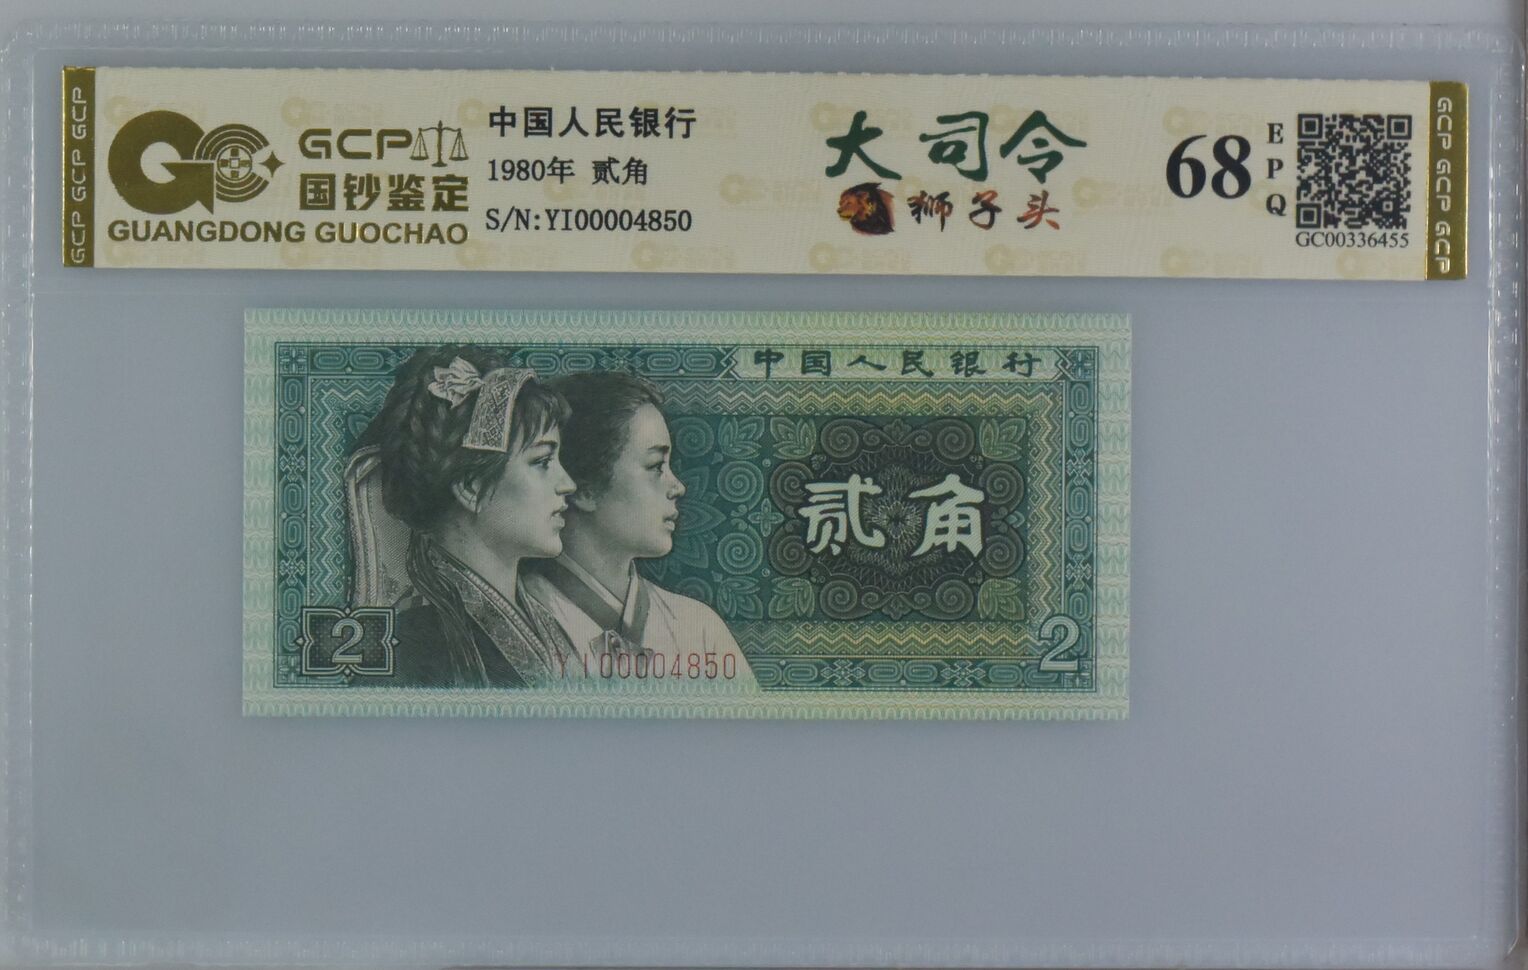 GCP GCP GCP
GCP
国钞鉴定
GUANGDONG GUOCHAO
中国人民银行
1980年 贰角
S/N:YI00004850
大司令
狮子头
68
EPQ
GC00336455
GCP GCP GCP
中国人民银行
贰角
2
YI00004850
2